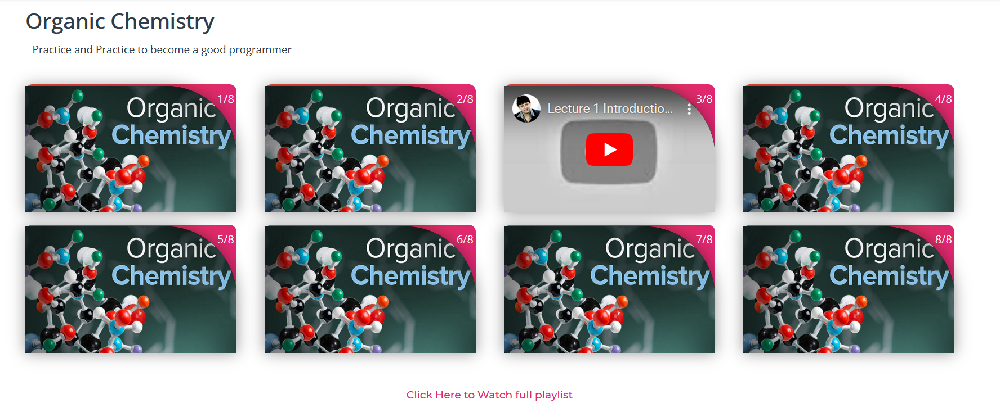 Organic Chemistry
Practice and Practice to become a good programmer
1/8
Organic
Chemistry
2/8
Organic
Chemistry
3/8
Lecture 1 Introductio...
4/8
Organic
Chemistry
5/8
Organic
Chemistry
6/8
Organic
Chemistry
7/8
Organic
Chemistry
8/8
Organic
Chemistry
Click Here to Watch full playlist